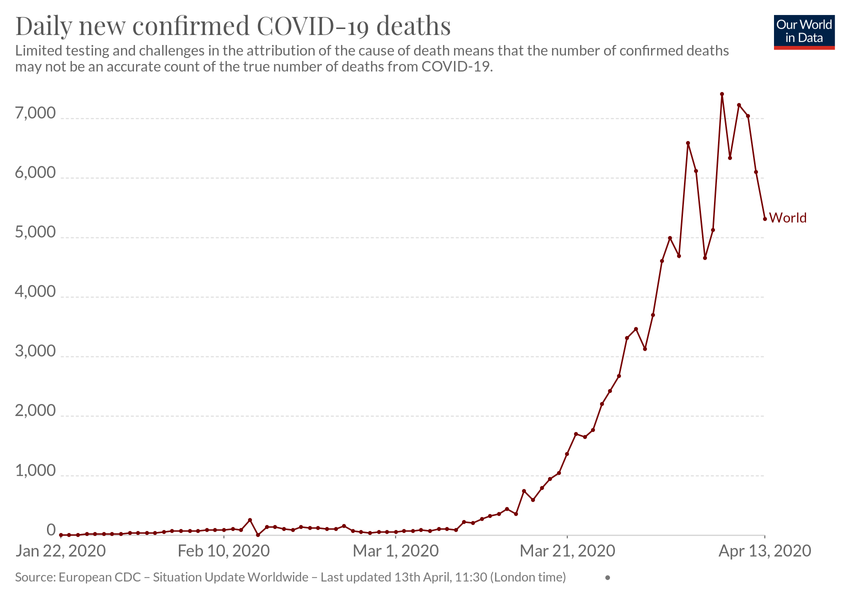 Daily new confirmed COVID-19 deaths
Our World
in Data
Limited testing and challenges in the attribution of the cause of death means that the number of confirmed deaths
may not be an accurate count of the true number of deaths from COVID-19.
7,000
6,000
5,000
World
4,000
3,000
2,000
1,000
0
Jan 22, 2020 Feb 10, 2020 Mar 1, 2020 Mar 21, 2020 Apr 13, 2020
Source: European CDC – Situation Update Worldwide – Last updated 13th April, 11:30 (London time) •